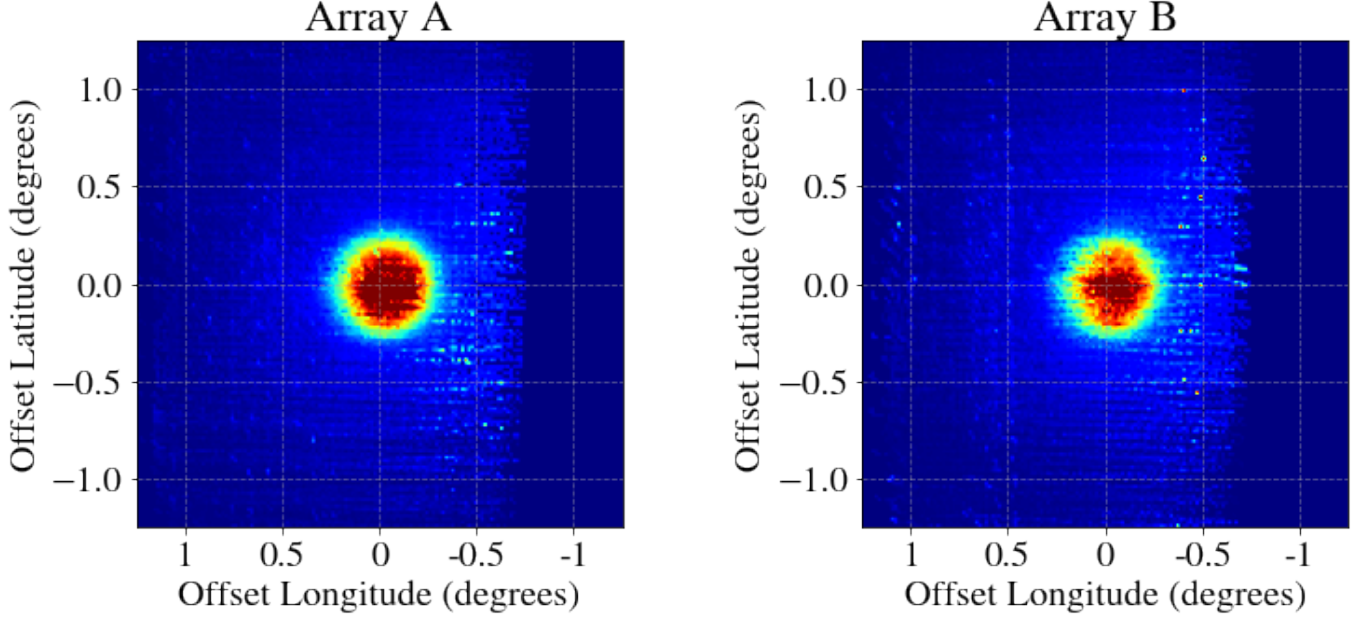 Array A
Array B
Offset Latitude (degrees)
1.0
0.5
0.0
−0.5
−1.0
1 0.5 0 -0.5 -1
Offset Longitude (degrees)
Offset Latitude (degrees)
1.0
0.5
0.0
−0.5
−1.0
1 0.5 0 -0.5 -1
Offset Longitude (degrees)